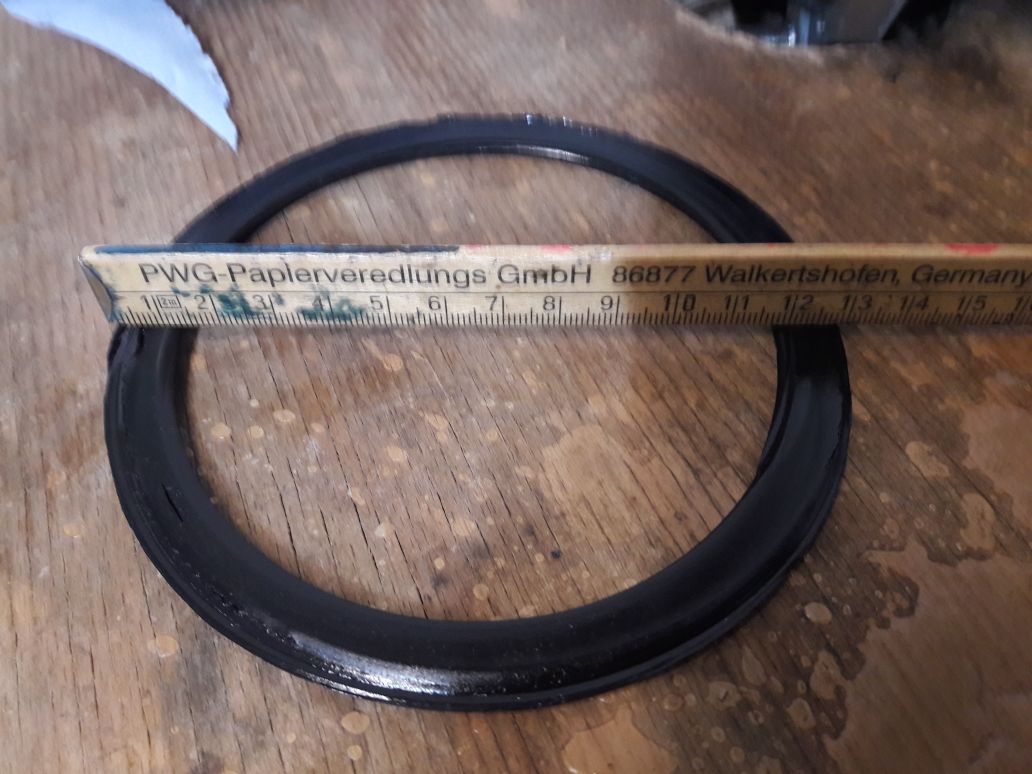 PWG-Papierveredlungs GmbH 86877 Walkertshofen, Germany
1 2m 2 3 4 5 6 7 8 9 10 11 12 13 14 15